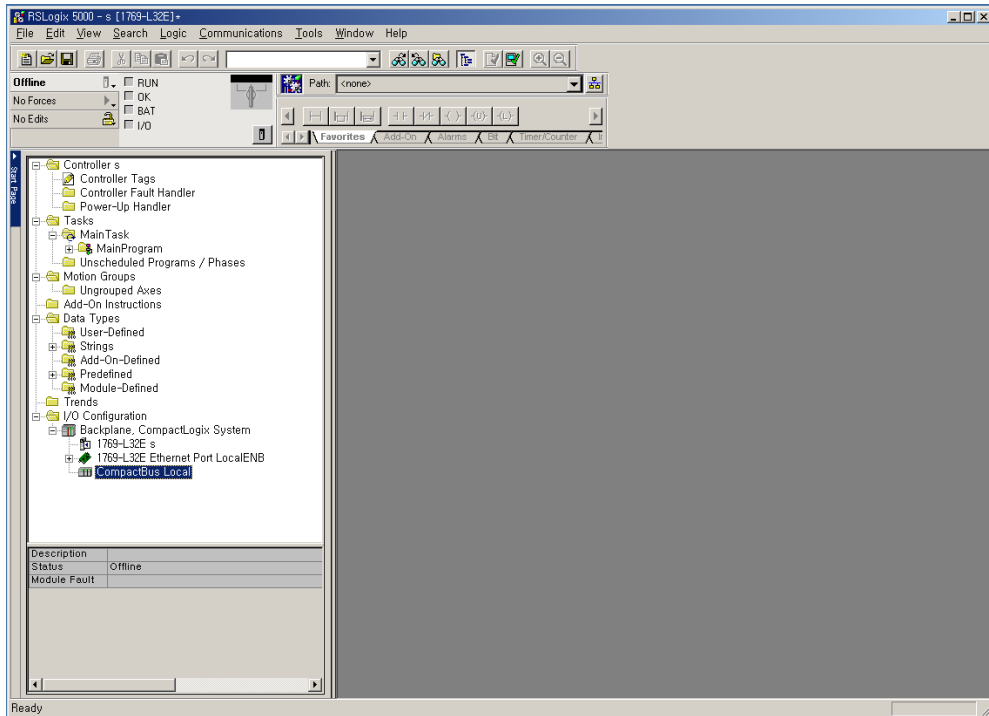 RSLogix 5000 - s [1769-L32E]*
File Edit View Search Logic Communications Tools Window Help
Offline RUN
No Forces OK
No Edits BAT
I/O
Path: <none>
Favorites Add-On Alarms Bit Timer/Counter
Start Page
Controller s
Controller Tags
Controller Fault Handler
Power-Up Handler
Tasks
MainTask
MainProgram
Unscheduled Programs / Phases
Motion Groups
Ungrouped Axes
Add-On Instructions
Data Types
User-Defined
Strings
Add-On-Defined
Predefined
Module-Defined
Trends
I/O Configuration
Backplane, CompactLogix System
1769-L32E s
1769-L32E Ethernet Port LocalENB
CompactBus Local
Description
Status Offline
Module Fault
Ready